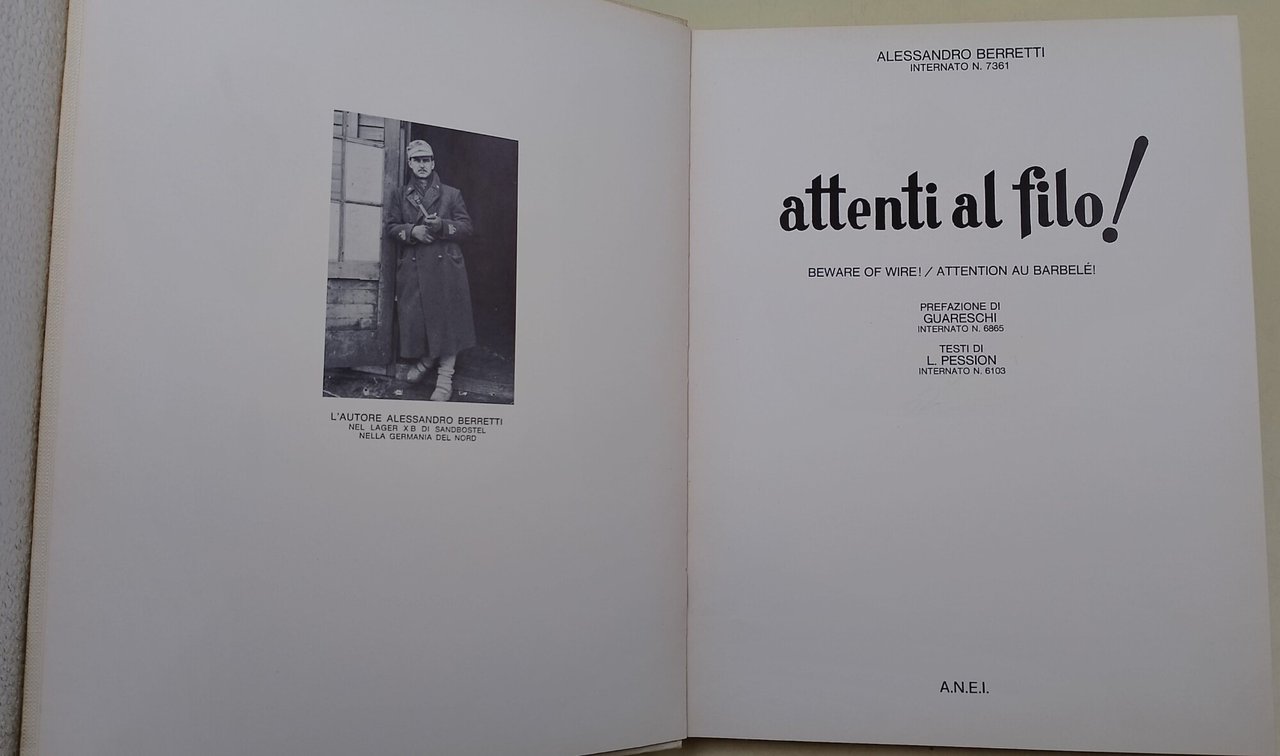 L'AUTORE ALESSANDRO BERRETTI
NEL LAGER X B DI SANDBOSTEL
NELLA GERMANIA DEL NORD
ALESSANDRO BERRETTI
INTERNATO N. 7361
attenti al filo!
BEWARE OF WIRE! / ATTENTION AU BARBELÉ!
PREFAZIONE DI
GUARESCHI
INTERNATO N. 6865
TESTI DI
L. PESSION
INTERNATO N. 6103
A.N.E.I.